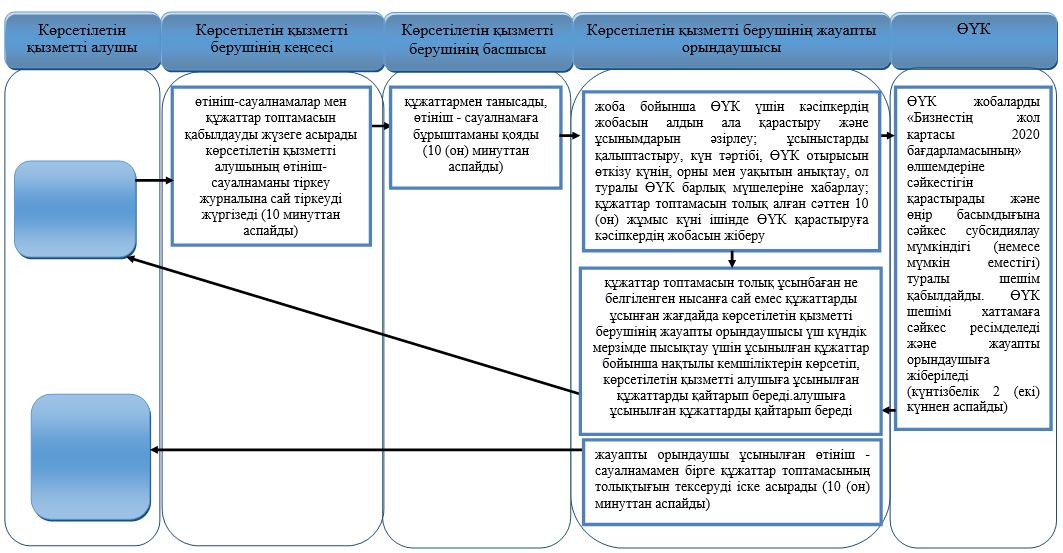 Көрсетілетін
қызметті алушы
Көрсетілетін қызметті
берушінің кеңсесі
Көрсетілетін қызметті
берушінің басшысы
Көрсетілетін қызметті берушінің жауапты
орындаушысы
ӨҮК
өтініш-сауалнамалар мен
құжаттар топтамасын
қабылдауды жүзеге асырады
көрсетілетін қызметті
алушының өтініш-
сауалнаманы тіркеу
журналына сай тіркеуді
жүргізеді (10 минуттан
аспайды)
құжаттармен танысады,
өтініш - сауалнамаға
бұрыштаманы қояды
(10 (он) минуттан
аспайды)
жоба бойынша ӨҮК үшін кәсіпкердің
жобасын алдын ала қарастыру және
ұсынымдарын әзірлеу; ұсыныстарды
қалыптастыру, күн тәртібі, ӨҮК отырысын
өткізу күнін, орны мен уақытын анықтау, ол
туралы ӨҮК барлық мүшелеріне хабарлау;
құжаттар топтамасын толық алған сәттен 10
(он) жұмыс күні ішінде ӨҮК қарастыруға
кәсіпкердің жобасын жіберу
құжаттар топтамасын толық ұсынбаған не
белгіленген нысанға сай емес құжаттарды
ұсынған жағдайда көрсетілетін қызметті
берушінің жауапты орындаушысы үш күндік
мерзімде пысықтау үшін ұсынылған құжаттар
бойынша нақтылы кемшіліктерін көрсетіп,
көрсетілетін қызметті алушыға ұсынылған
құжаттарды қайтарып береді.алушыға
ұсынылған құжаттарды қайтарып береді
жауапты орындаушы ұсынылған өтініш -
сауалнамамен бірге құжаттар топтамасының
толықтығын тексеруді іске асырады (10 (он)
минуттан аспайды)
ӨҮК жобаларды
«Бизнестің жол
картасы 2020
бағдарламасының»
өлшемдеріне
сәйкестігін
қарастырады және
өңір басымдығына
сәйкес субсидиялау
мүмкіндігі (немесе
мүмкін еместігі)
туралы шешім
қабылдайды. ӨҮК
шешімі хаттамаға
сәйкес ресімделеді
және жауапты
орындаушыға
жіберіледі
(күнтізбелік 2 (екі)
күннен аспайды)